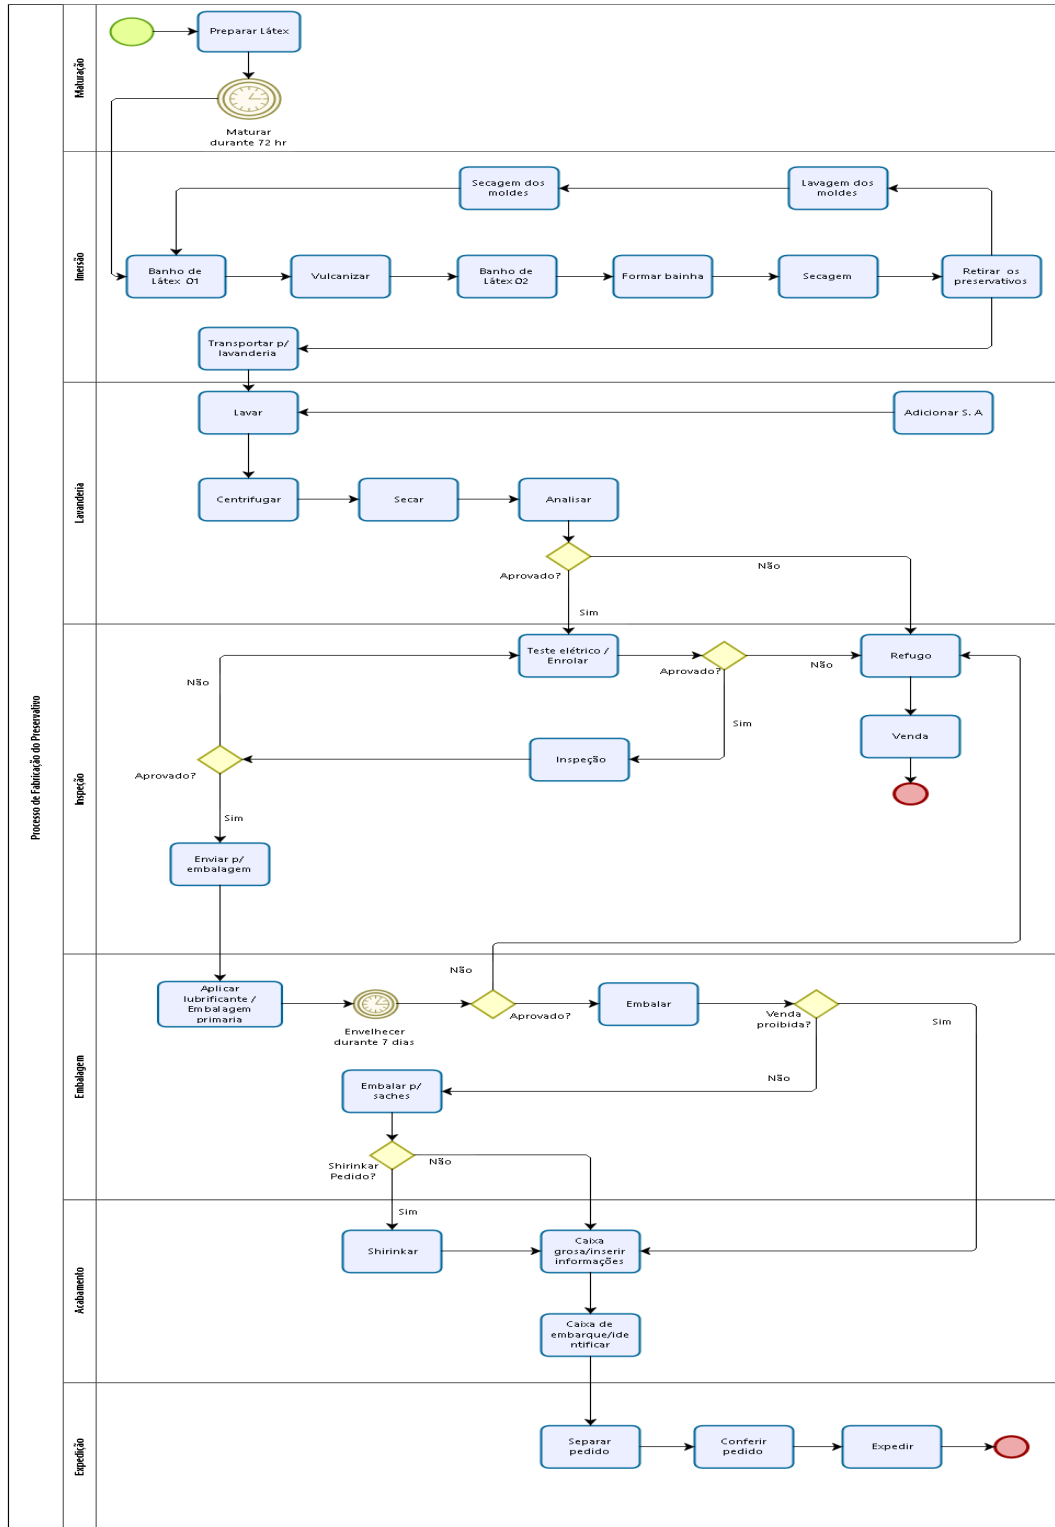 Processo de Fabricação do Preservativo
Maturação
Preparar Látex
Maturar
durante 72 hr
Imersão
Secagem dos
moldes
Lavagem dos
moldes
Banho de
Látex 01
Vulcanizar
Banho de
Látex 02
Formar bainha
Secagem
Retirar os
preservativos
Transportar p/
lavanderia
Lavanderia
Lavar
Adicionar S. A
Centrifugar
Secar
Analisar
Aprovado?
Não
Sim
Inspeção
Teste elétrico /
Enrolar
Aprovado?
Não
Refugo
Não
Sim
Venda
Inspeção
Aprovado?
Sim
Enviar p/
embalagem
Embalagem
Não
Aplicar
lubrificante /
Embalagem
primaria
Envelhecer
durante 7 dias
Aprovado?
Embalar
Venda
proibida?
Sim
Não
Embalar p/
saches
Shirinkar
Pedido?
Não
Sim
Acabamento
Shirinkar
Caixa
grosa/inserir
informações
Caixa de
embarque/ide
ntificar
Expedição
Separar
pedido
Conferir
pedido
Expedir